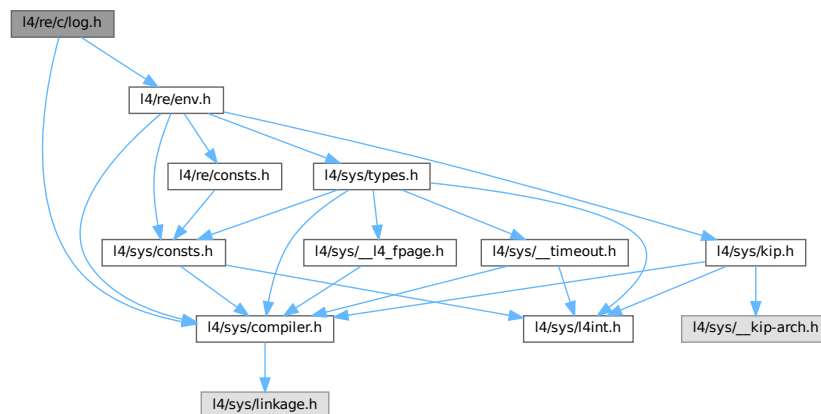 l4/re/c/log.h
l4/re/env.h
l4/re/consts.h
l4/sys/types.h
l4/sys/consts.h
l4/sys/__l4_fpage.h
l4/sys/__timeout.h
l4/sys/kip.h
l4/sys/compiler.h
l4/sys/l4int.h
l4/sys/__kip-arch.h
l4/sys/linkage.h